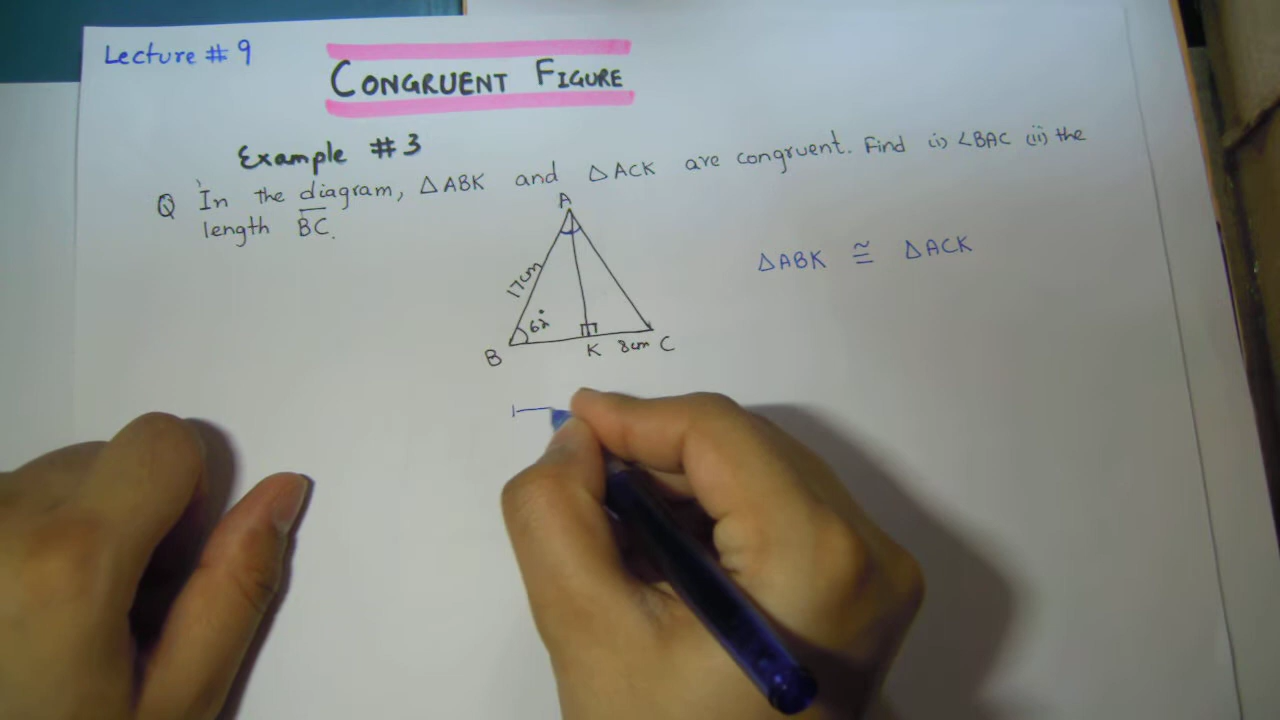 Lecture # 9
CONGRUENT FIGURE
Example #3
Q In the diagram, △ABK and △ACK are congruent. Find (i) <BAC (ii) the
length BC.
A
△ABK ≅ △ACK
17cm
62°
B
K 8cm C